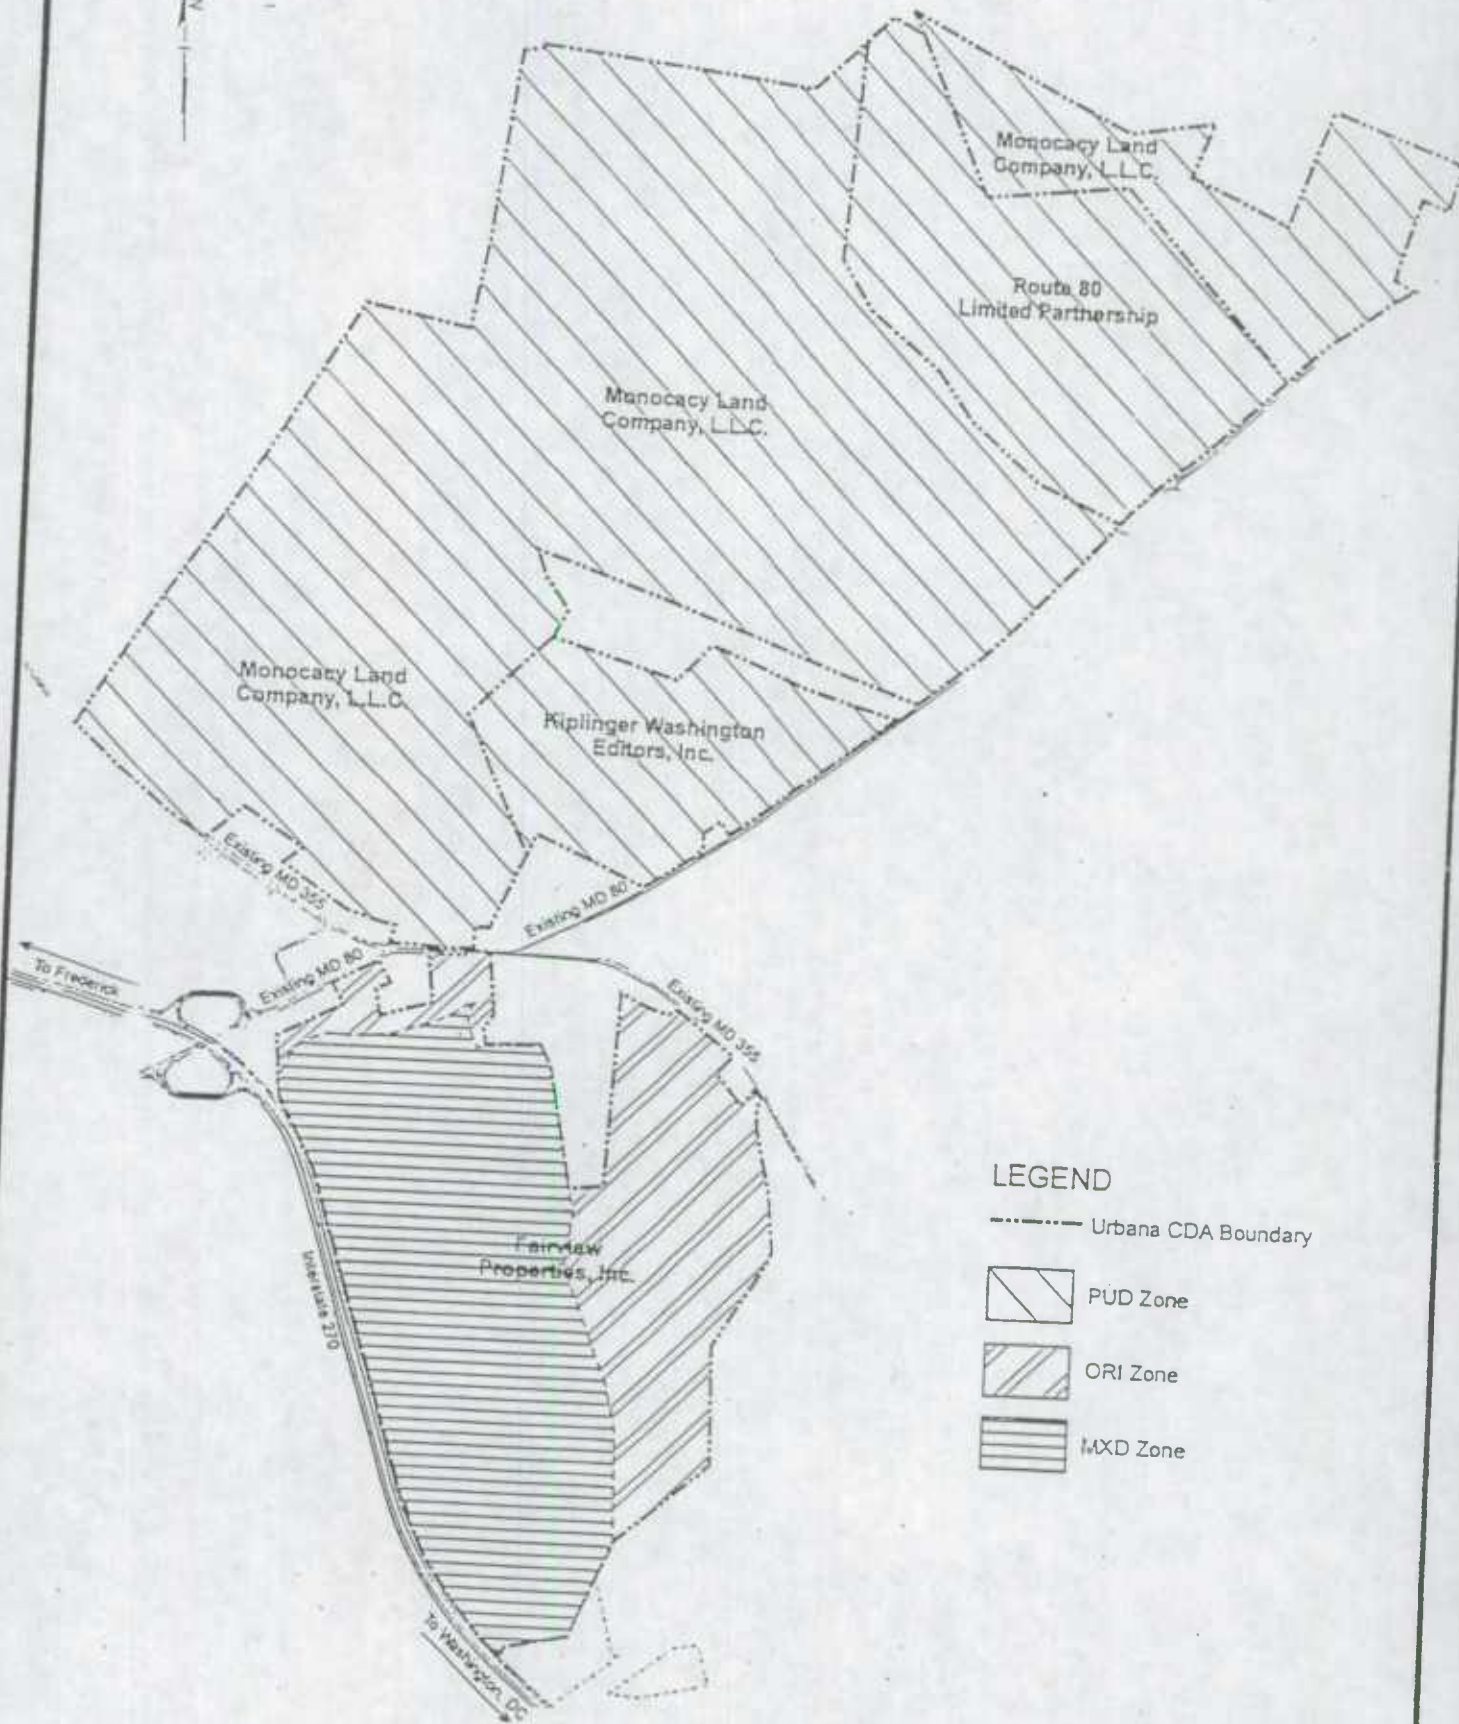 N
Monocacy Land
Company, L.L.C.
Route 80
Limited Partnership
Monocacy Land
Company, L.L.C.
Monocacy Land
Company, L.L.C.
Kiplinger Washington
Editors, Inc.
Existing MD 355
Existing MD 80
To Frederick
Existing MD 80
Existing MD 355
Fairview
Properties, Inc.
Interstate 270
To Washington, DC
LEGEND
Urbana CDA Boundary
PUD Zone
ORI Zone
MXD Zone